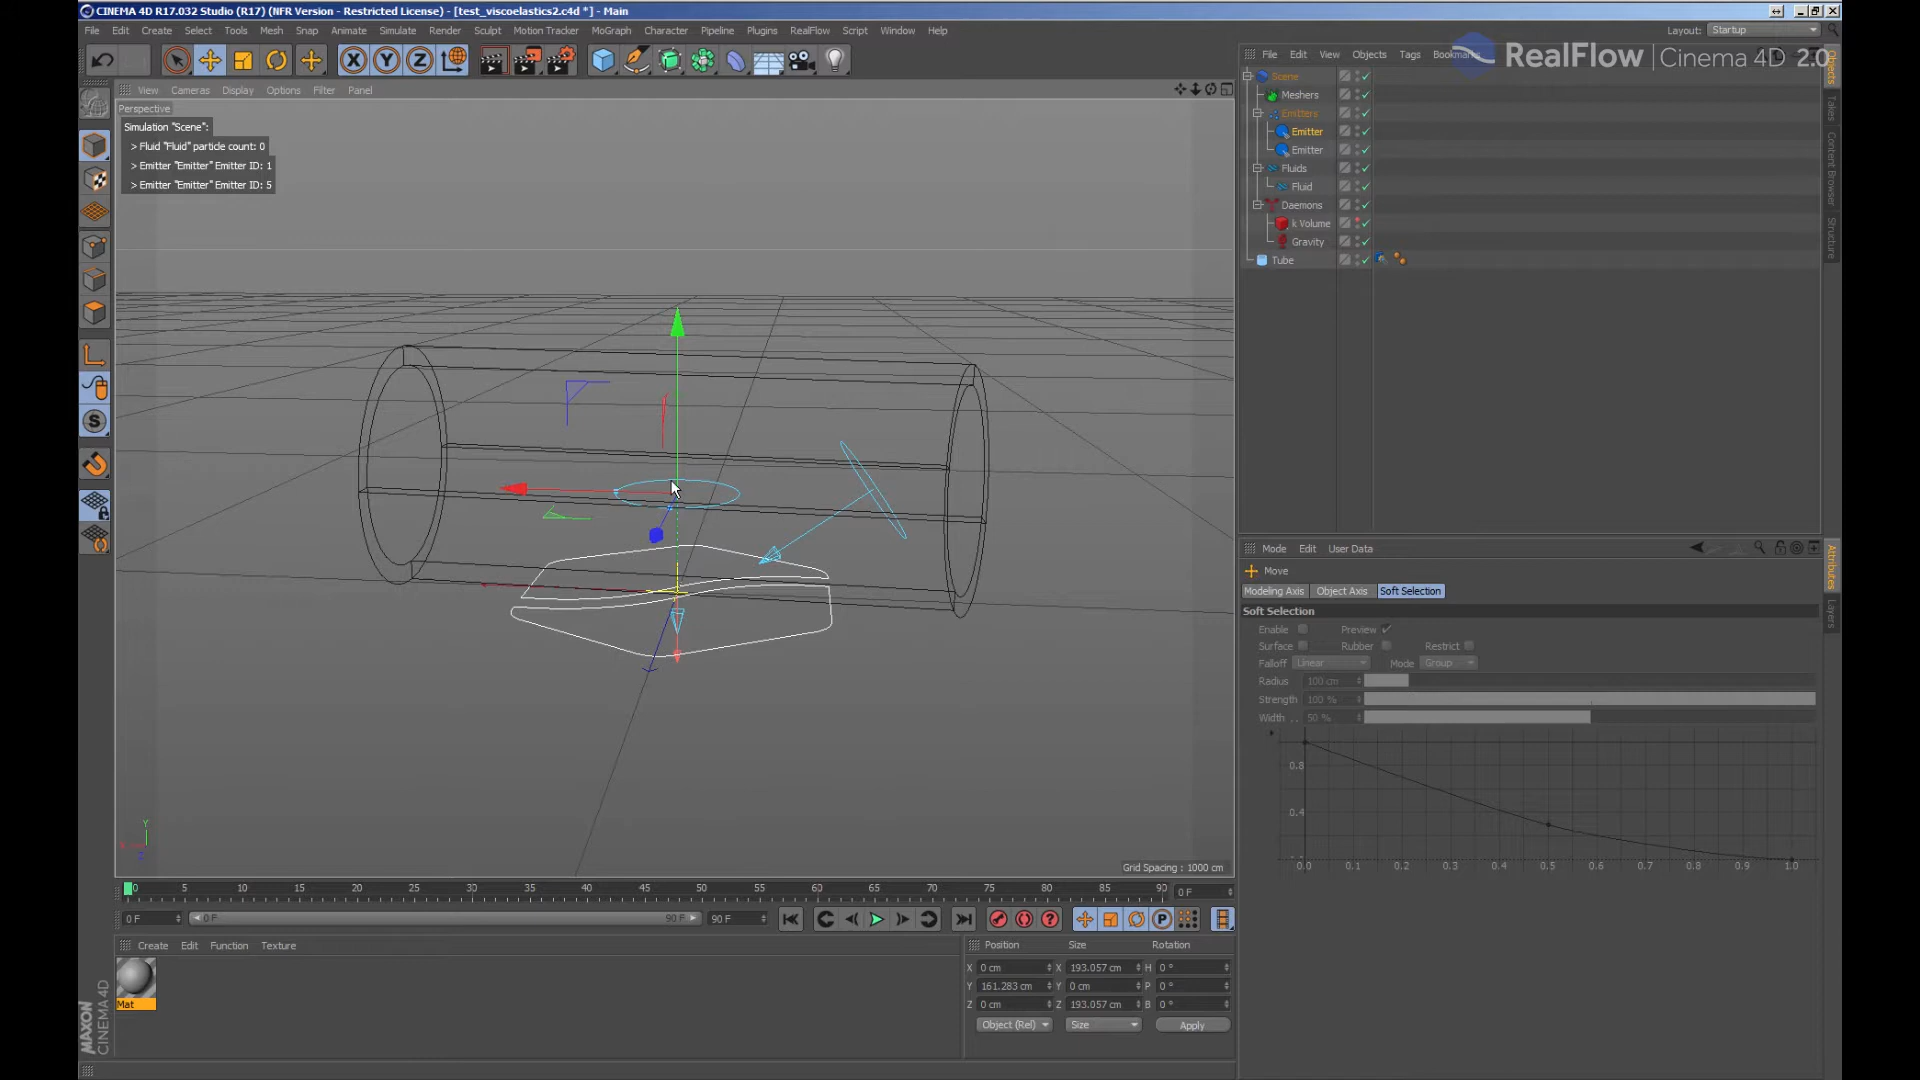 CINEMA 4D R17.032 Studio (R17) (NFR Version - Restricted License) - [test_viscoelastics2.c4d *] - Main
File Edit Create Select Tools Mesh Snap Animate Simulate Render Sculpt Motion Tracker MoGraph Character Pipeline Plugins RealFlow Script Window Help
Layout: Startup
X Y Z
View Cameras Display Options Filter Panel
File Edit View Objects Tags Bookmarks
RealFlow | Cinema 4D 2.0
Perspective
Simulation "Scene":
> Fluid "Fluid" particle count: 0
> Emitter "Emitter" Emitter ID: 1
> Emitter "Emitter" Emitter ID: 5
Scene
Meshers
Emitters
Emitter
Emitter
Fluids
Fluid
Daemons
k Volume
Gravity
Tube
Objects
Takes
Content Browser
Structure
Mode Edit User Data
Move
Modeling Axis Object Axis Soft Selection
Soft Selection
Enable Preview
Surface Rubber Restrict
Falloff Linear Mode Group
Radius 100 cm
Strength 100 %
Width . . 50 %
0.8
0.4
0.0 0.1 0.2 0.3 0.4 0.5 0.6 0.7 0.8 0.9 1.0
Attributes
Layers
Y
Z
Grid Spacing : 1000 cm
0 5 10 15 20 25 30 35 40 45 50 55 60 65 70 75 80 85 90 0 F
0 F 0 F 90 F 90 F
Create Edit Function Texture
Mat
Position Size Rotation
X 0 cm X 193.057 cm H 0 °
Y 161.283 cm Y 0 cm P 0 °
Z 0 cm Z 193.057 cm B 0 °
Object (Rel) Size Apply
MAXON
CINEMA 4D